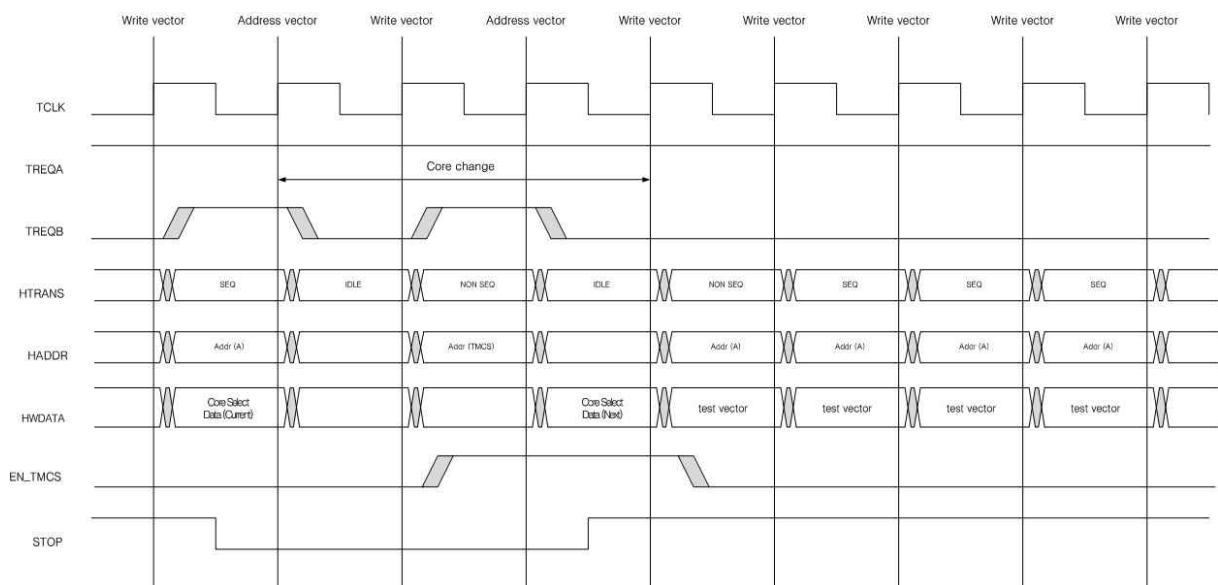 Write vector Address vector Write vector Address vector Write vector Write vector Write vector Write vector Write vector
TCLK
TREQA
Core change
TREQB
HTRANS SEQ IDLE NON SEQ IDLE NON SEQ SEQ SEQ SEQ
HADDR Addr (A) Addr (TMCS) Addr (A) Addr (A) Addr (A) Addr (A)
HWDATA Core Select Data (Current) Core Select Data (Next) test vector test vector test vector test vector
EN_TMCS
STOP